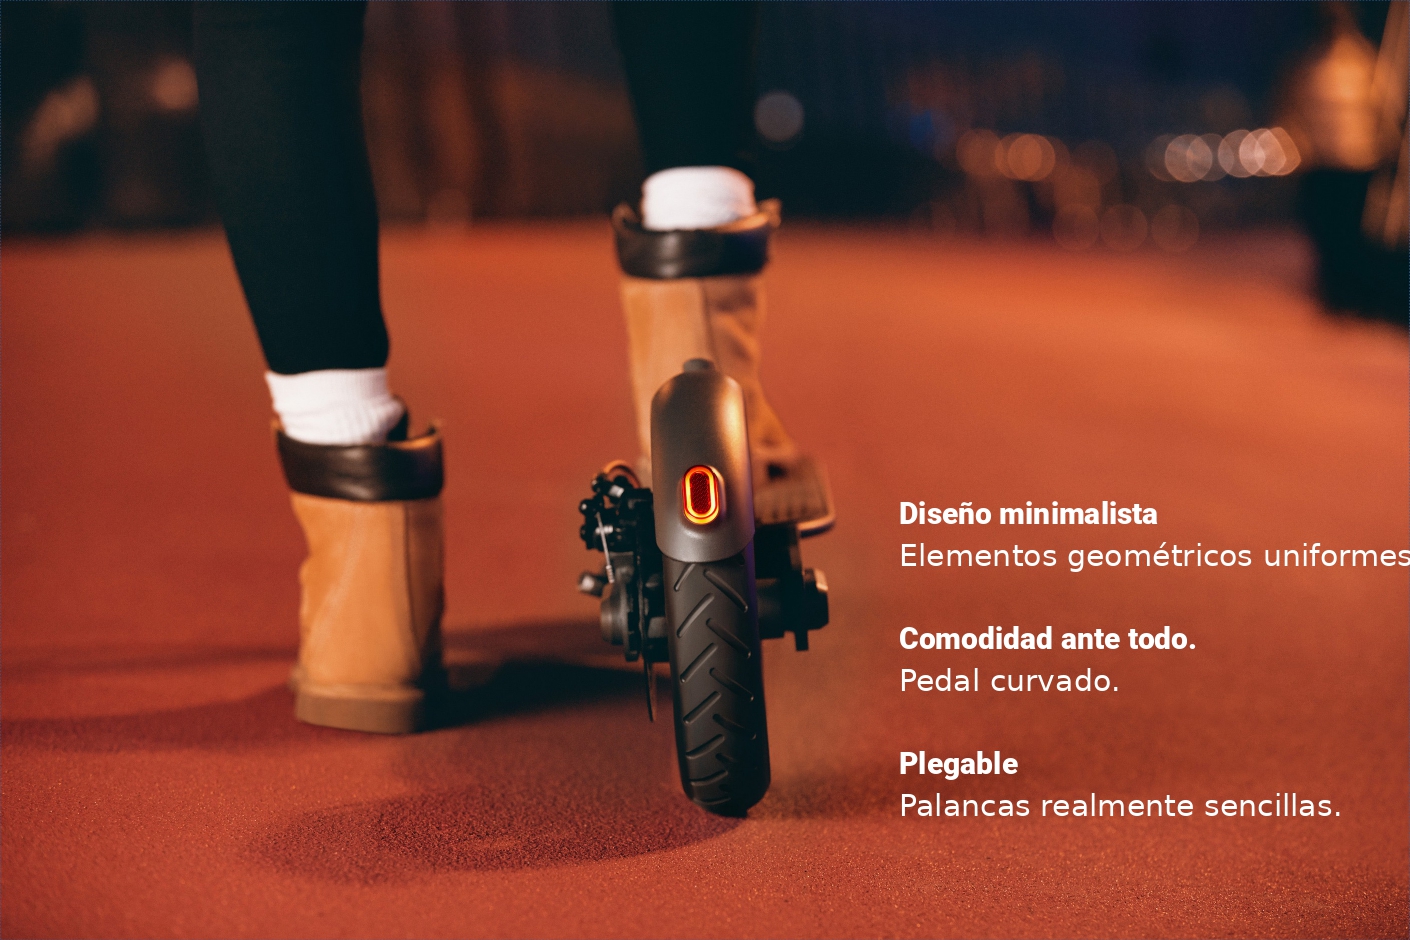 Diseño minimalista
Elementos geométricos uniformes
Comodidad ante todo.
Pedal curvado.
Plegable
Palancas realmente sencillas.